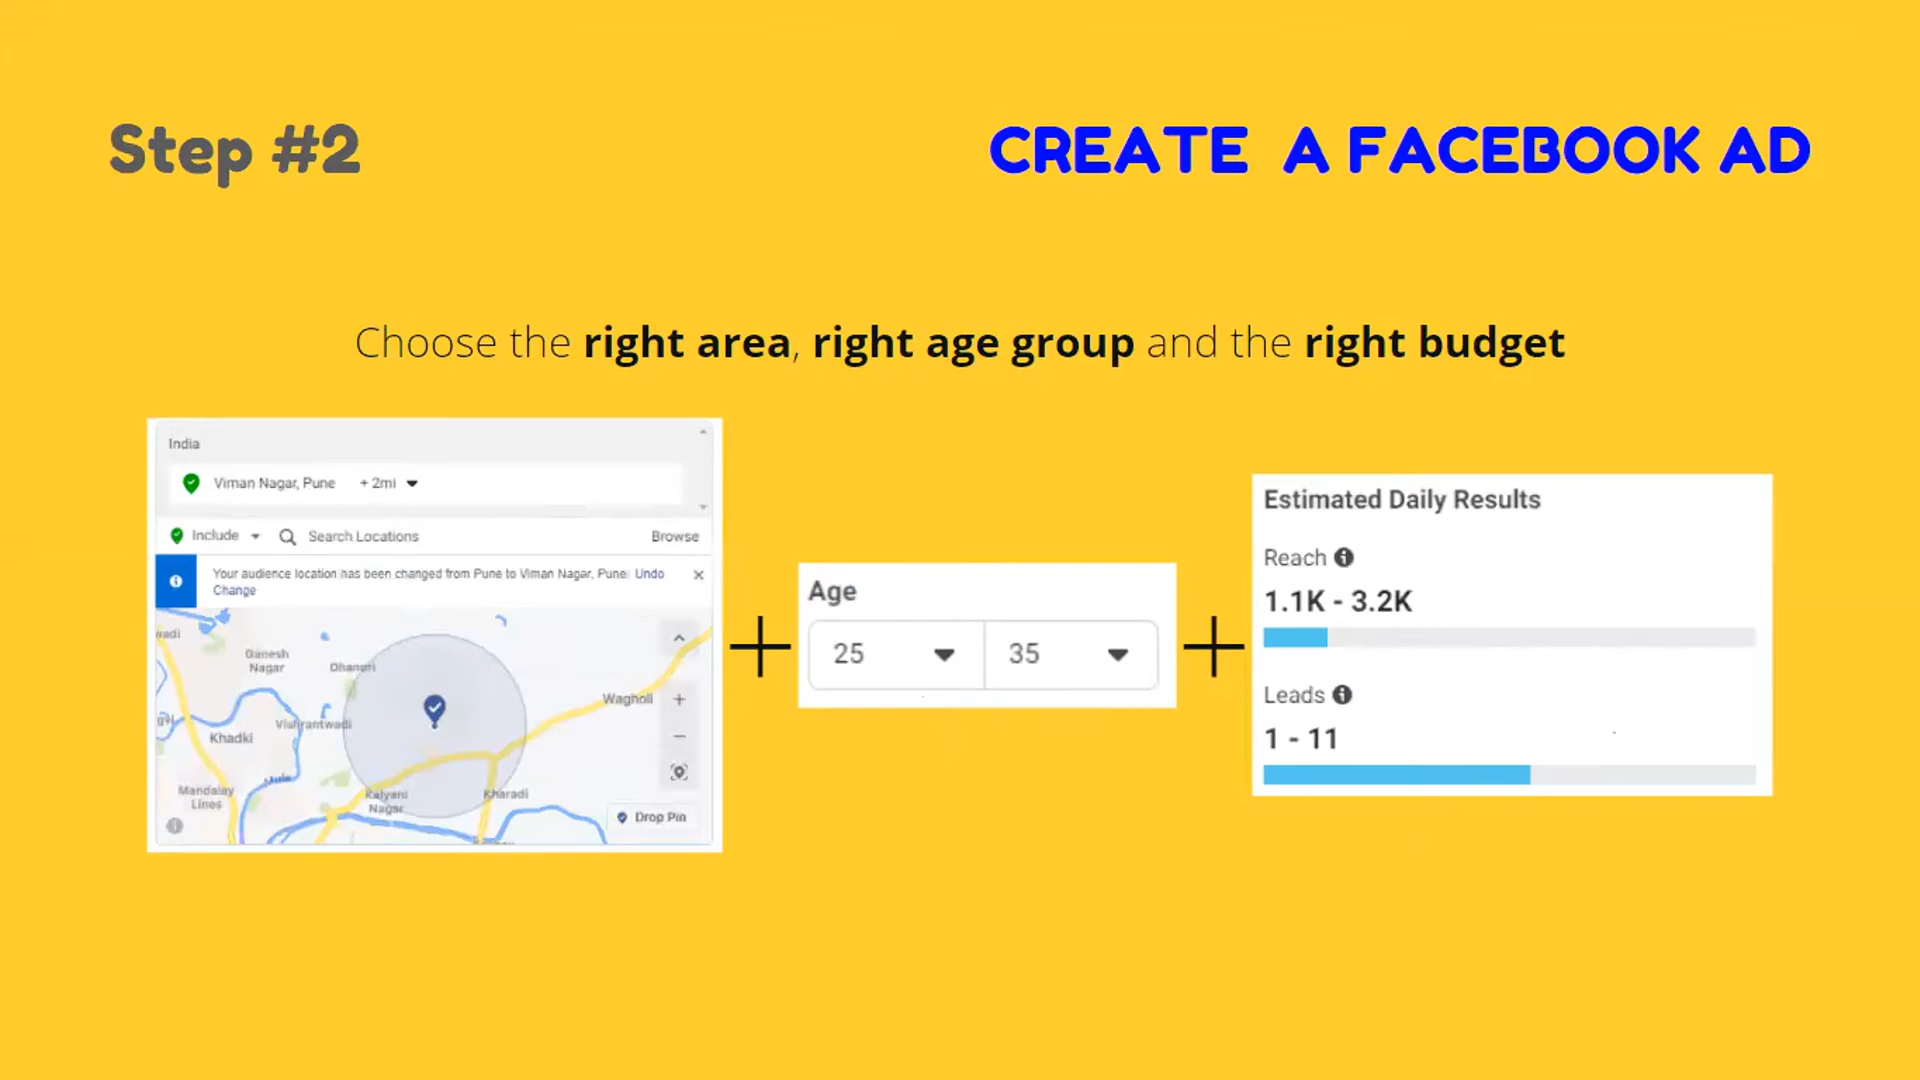 Step #2
CREATE A FACEBOOK AD
Choose the right area, right age group and the right budget
India
Viman Nagar, Pune +2mi
Include Search Locations Browse
Your audience location has been changed from Pune to Viman Nagar, Pune. Undo
Change
wadi
Ganesh
Nagar
Dhanori
Wagholi
Vishrantwadi
Khadki
Mula
Mandalay
Lines
Kalyani
Nagar
Kharadi
Drop Pin
Age
25 35
Estimated Daily Results
Reach
1.1K - 3.2K
Leads
1 - 11